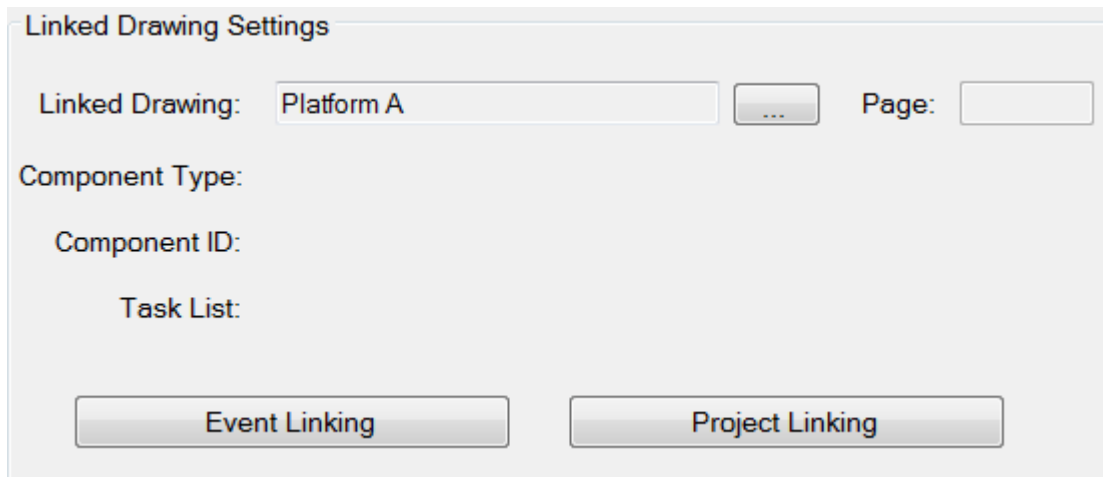 Linked Drawing Settings
Linked Drawing: Platform A ... Page:
Component Type:
Component ID:
Task List:
Event Linking Project Linking